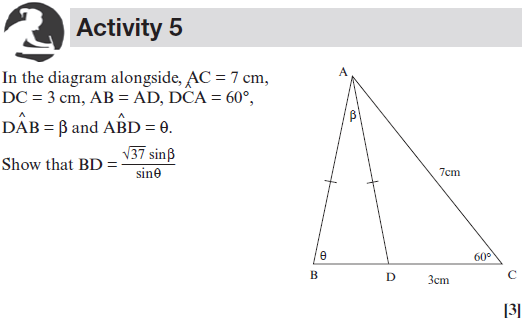 Activity 5
In the diagram alongside, AC = 7 cm,
DC = 3 cm, AB = AD, DĈA = 60°,
DÂB = β and AB̂D = θ.
Show that BD = √37 sinβ / sinθ
A
β
7cm
θ
60°
B
D
3cm
C
[3]